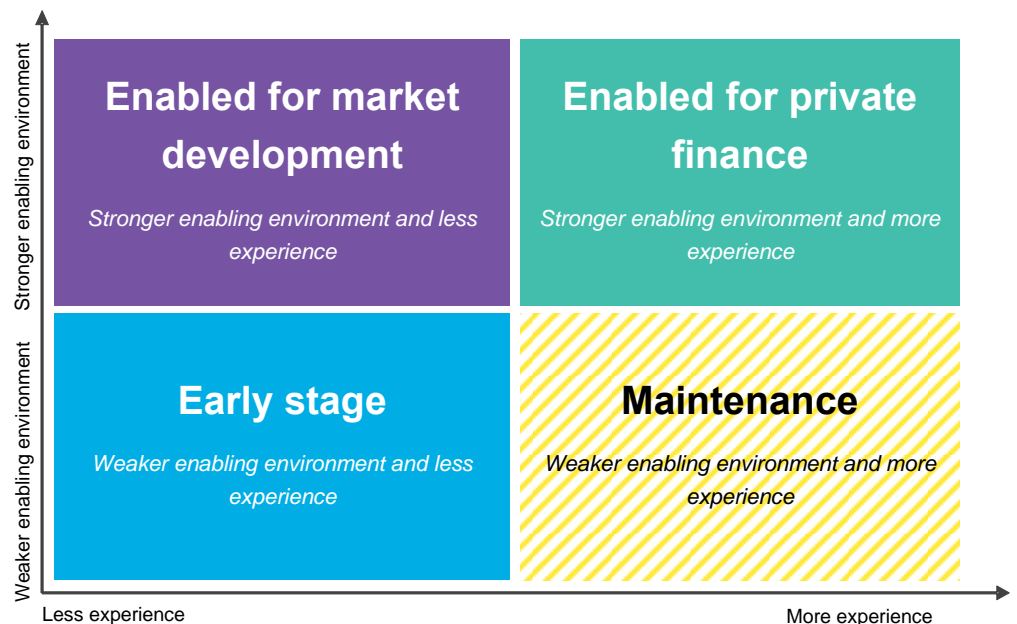 Stronger enabling environment
Enabled for market
development
Stronger enabling environment and less
experience
Enabled for private
finance
Stronger enabling environment and more
experience
Weaker enabling environment
Early stage
Weaker enabling environment and less
experience
Maintenance
Weaker enabling environment and more
experience
Less experience
More experience